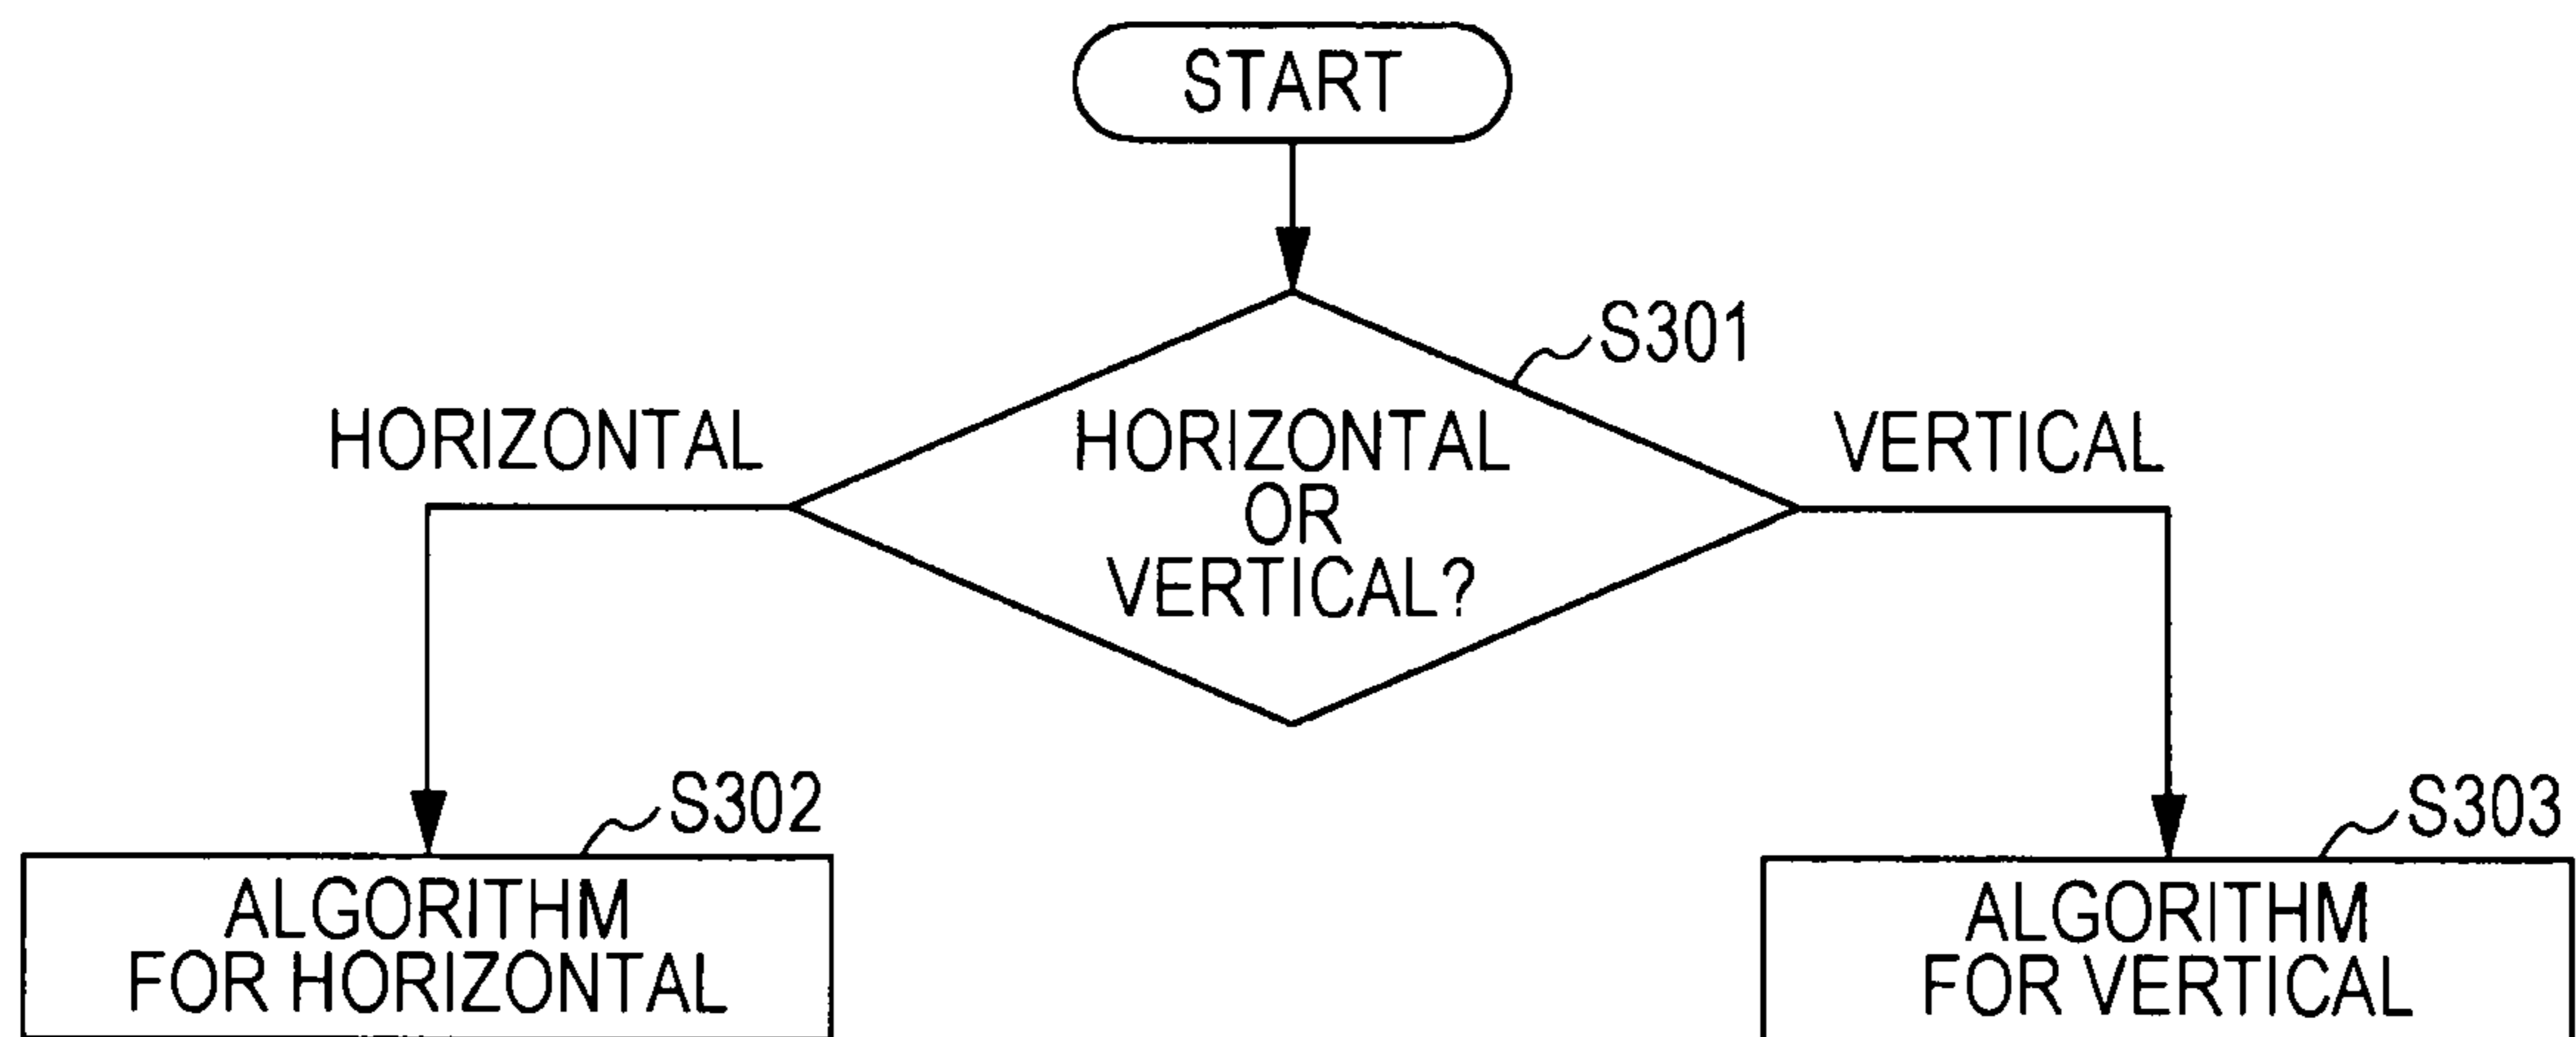 START
S301
HORIZONTAL
HORIZONTAL
OR
VERTICAL?
VERTICAL
S302
ALGORITHM
FOR HORIZONTAL
S303
ALGORITHM
FOR VERTICAL